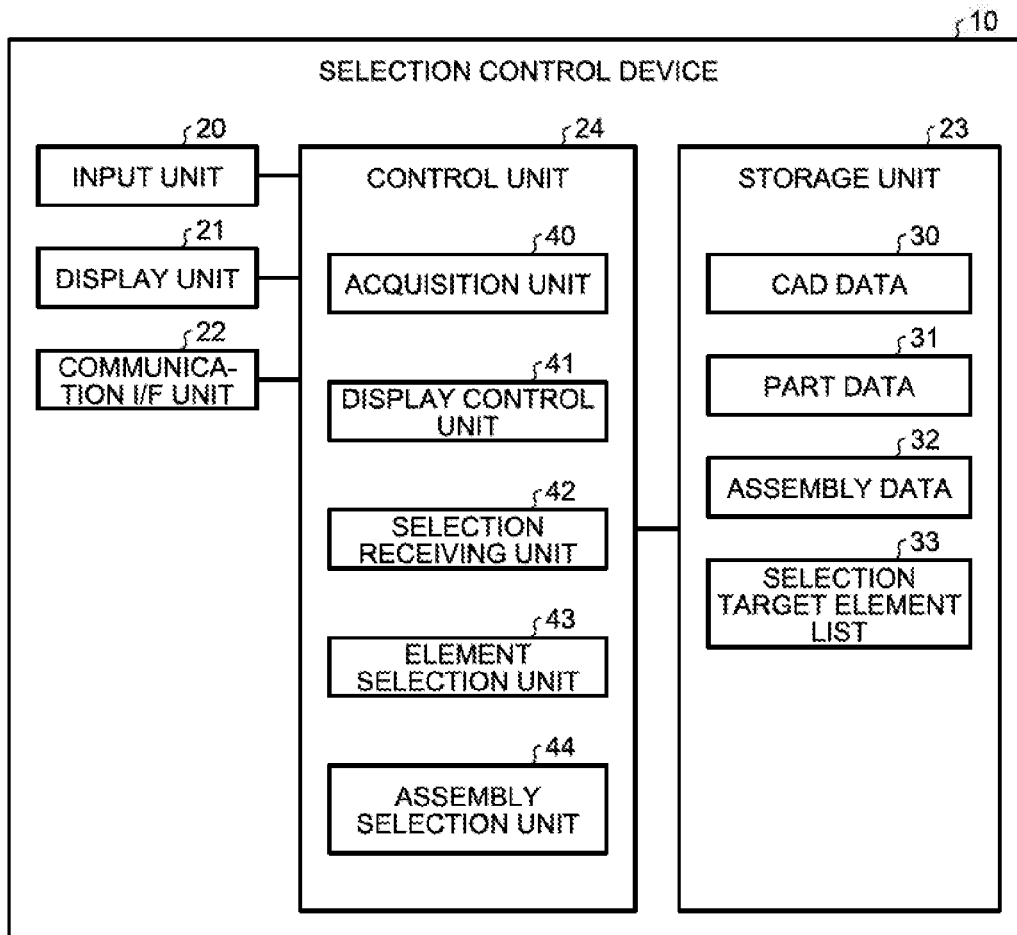 10
SELECTION CONTROL DEVICE
20
INPUT UNIT
21
DISPLAY UNIT
22
COMMUNICA-
TION I/F UNIT
24
CONTROL UNIT
40
ACQUISITION UNIT
41
DISPLAY CONTROL
UNIT
42
SELECTION
RECEIVING UNIT
43
ELEMENT
SELECTION UNIT
44
ASSEMBLY
SELECTION UNIT
23
STORAGE UNIT
30
CAD DATA
31
PART DATA
32
ASSEMBLY DATA
33
SELECTION
TARGET ELEMENT
LIST